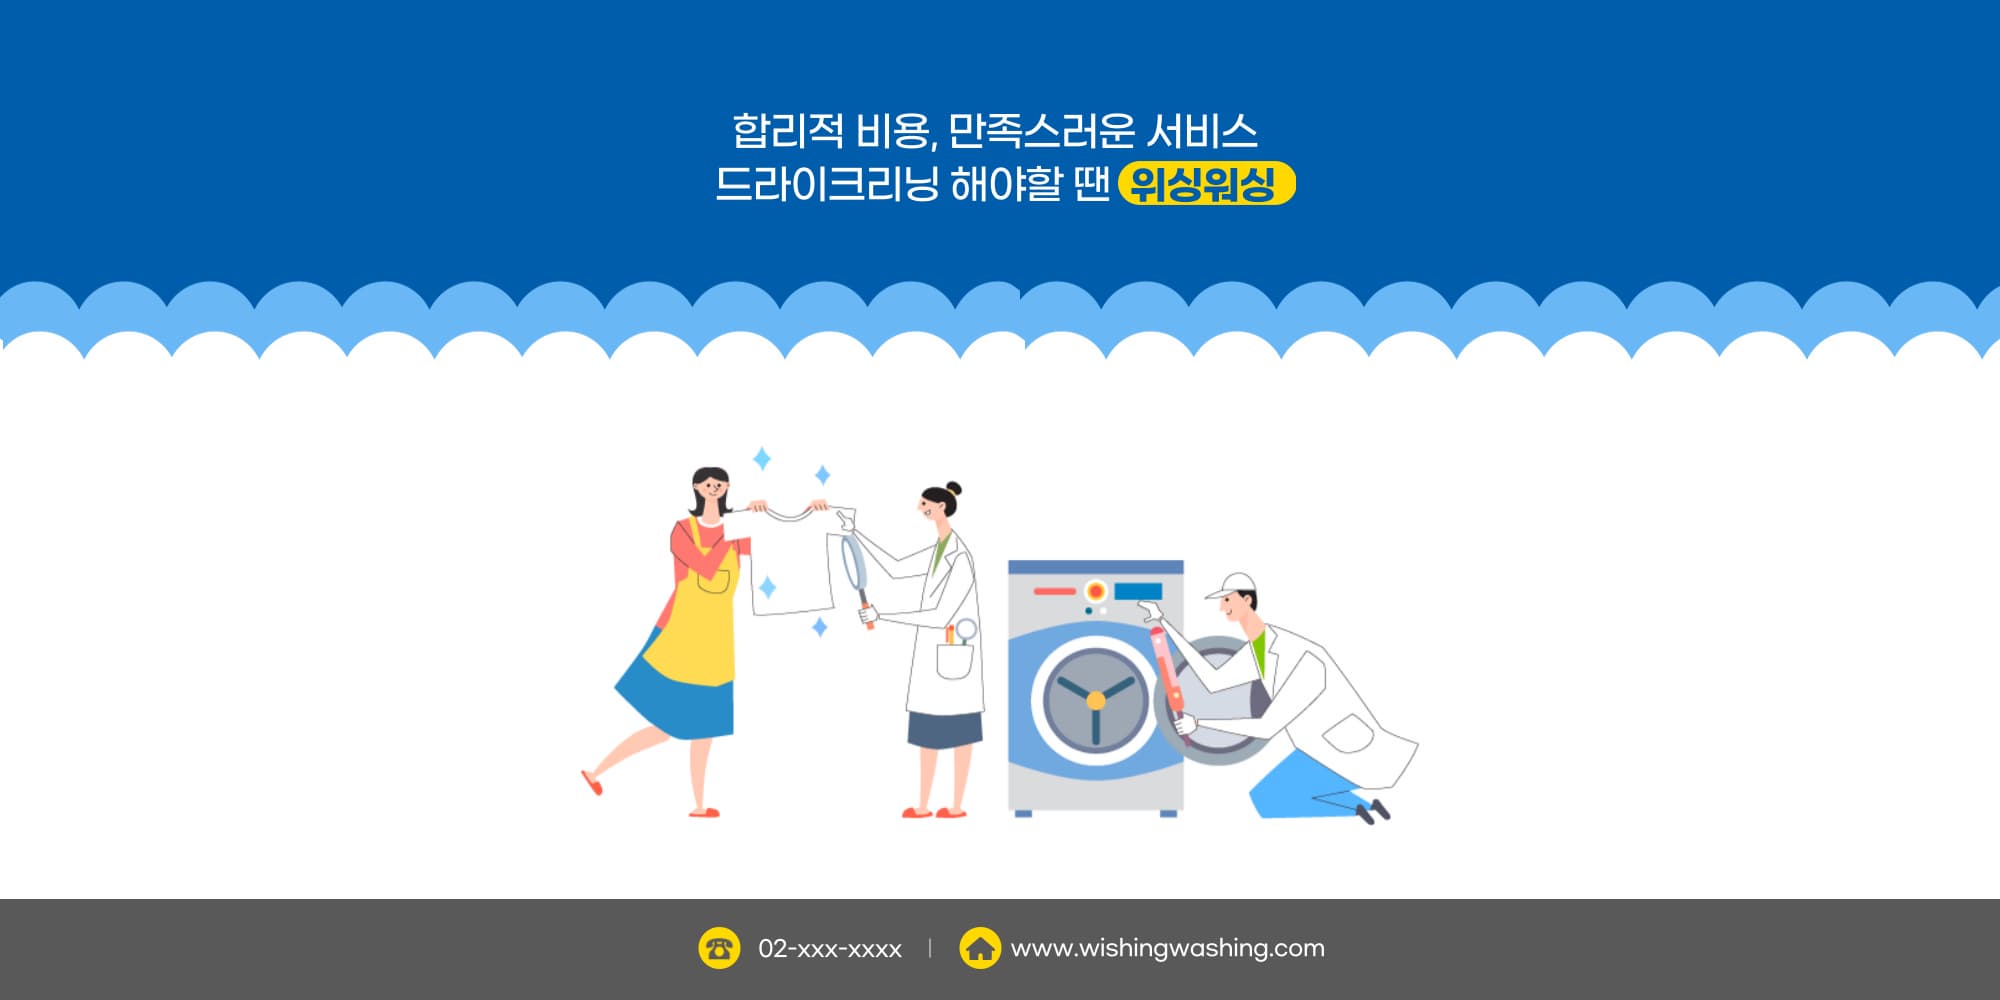 합리적 비용, 만족스러운 서비스
드라이크리닝 해야할 땐 위싱워싱
02-xxx-xxxx | www.wishingwashing.com